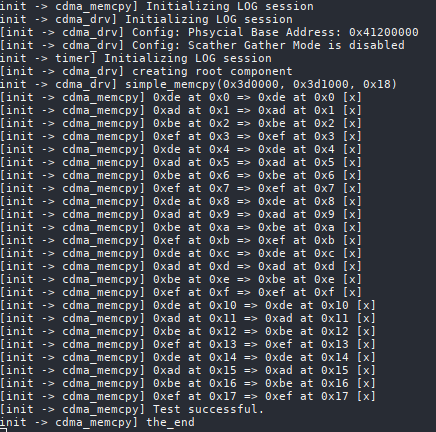 init -> cdma_memcpy] Initializing LOG session
init -> cdma_drv] Initializing LOG session
[init -> cdma_drv] Config: Phsycial Base Address: 0x41200000
[init -> cdma_drv] Config: Scather Gather Mode is disabled
init -> timer] Initializing LOG session
[init -> cdma_drv] creating root component
init -> cdma_drv] simple_memcpy(0x3d0000, 0x3d1000, 0x18)
[init -> cdma_memcpy] 0xde at 0x0 => 0xde at 0x0 [x]
[init -> cdma_memcpy] 0xad at 0x1 => 0xad at 0x1 [x]
[init -> cdma_memcpy] 0xbe at 0x2 => 0xbe at 0x2 [x]
[init -> cdma_memcpy] 0xef at 0x3 => 0xef at 0x3 [x]
[init -> cdma_memcpy] 0xde at 0x4 => 0xde at 0x4 [x]
[init -> cdma_memcpy] 0xad at 0x5 => 0xad at 0x5 [x]
[init -> cdma_memcpy] 0xbe at 0x6 => 0xbe at 0x6 [x]
[init -> cdma_memcpy] 0xef at 0x7 => 0xef at 0x7 [x]
[init -> cdma_memcpy] 0xde at 0x8 => 0xde at 0x8 [x]
[init -> cdma_memcpy] 0xad at 0x9 => 0xad at 0x9 [x]
[init -> cdma_memcpy] 0xbe at 0xa => 0xbe at 0xa [x]
[init -> cdma_memcpy] 0xef at 0xb => 0xef at 0xb [x]
[init -> cdma_memcpy] 0xde at 0xc => 0xde at 0xc [x]
[init -> cdma_memcpy] 0xad at 0xd => 0xad at 0xd [x]
[init -> cdma_memcpy] 0xbe at 0xe => 0xbe at 0xe [x]
[init -> cdma_memcpy] 0xef at 0xf => 0xef at 0xf [x]
[init -> cdma_memcpy] 0xde at 0x10 => 0xde at 0x10 [x]
[init -> cdma_memcpy] 0xad at 0x11 => 0xad at 0x11 [x]
[init -> cdma_memcpy] 0xbe at 0x12 => 0xbe at 0x12 [x]
[init -> cdma_memcpy] 0xef at 0x13 => 0xef at 0x13 [x]
[init -> cdma_memcpy] 0xde at 0x14 => 0xde at 0x14 [x]
[init -> cdma_memcpy] 0xad at 0x15 => 0xad at 0x15 [x]
[init -> cdma_memcpy] 0xbe at 0x16 => 0xbe at 0x16 [x]
[init -> cdma_memcpy] 0xef at 0x17 => 0xef at 0x17 [x]
[init -> cdma_memcpy] Test successful.
init -> cdma_memcpy] the_end